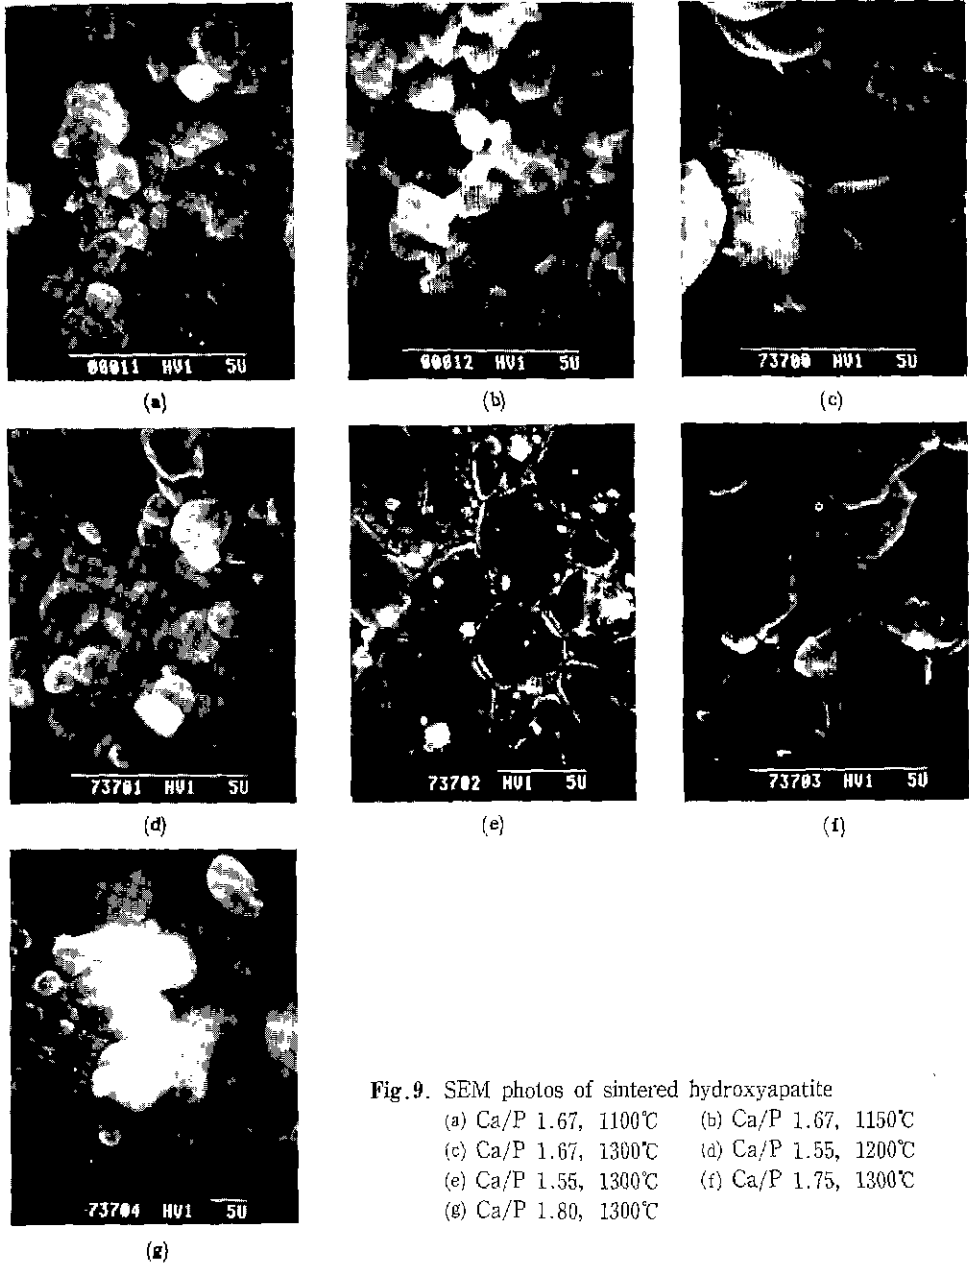 00011 HV1 5U
00012 HV1 5U
73700 HV1 5U
(a)
(b)
(c)
73701 HV1 5U
73702 HV1 5U
73703 HV1 5U
(d)
(e)
(f)
73704 HV1 5U
(g)
Fig.9. SEM photos of sintered hydroxyapatite
(a) Ca/P 1.67, 1100℃ (b) Ca/P 1.67, 1150℃
(c) Ca/P 1.67, 1300℃ (d) Ca/P 1.55, 1200℃
(e) Ca/P 1.55, 1300℃ (f) Ca/P 1.75, 1300℃
(g) Ca/P 1.80, 1300℃